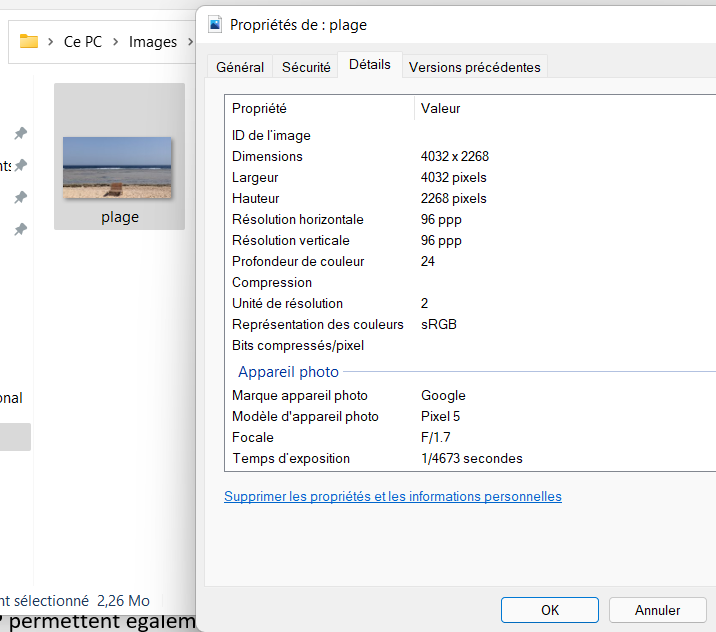 Propriétés de : plage
Ce PC > Images >
Général Sécurité Détails Versions précédentes
Propriété Valeur
ID de l'image
Dimensions 4032 x 2268
Largeur 4032 pixels
Hauteur 2268 pixels
Résolution horizontale 96 ppp
Résolution verticale 96 ppp
Profondeur de couleur 24
Compression
Unité de résolution 2
Représentation des couleurs sRGB
Bits compressés/pixel
Appareil photo
Marque appareil photo Google
Modèle d'appareil photo Pixel 5
Focale F/1.7
Temps d'exposition 1/4673 secondes
Supprimer les propriétés et les informations personnelles
OK Annuler
plage
onal
nt sélectionné 2,26 Mo
permettent égalem